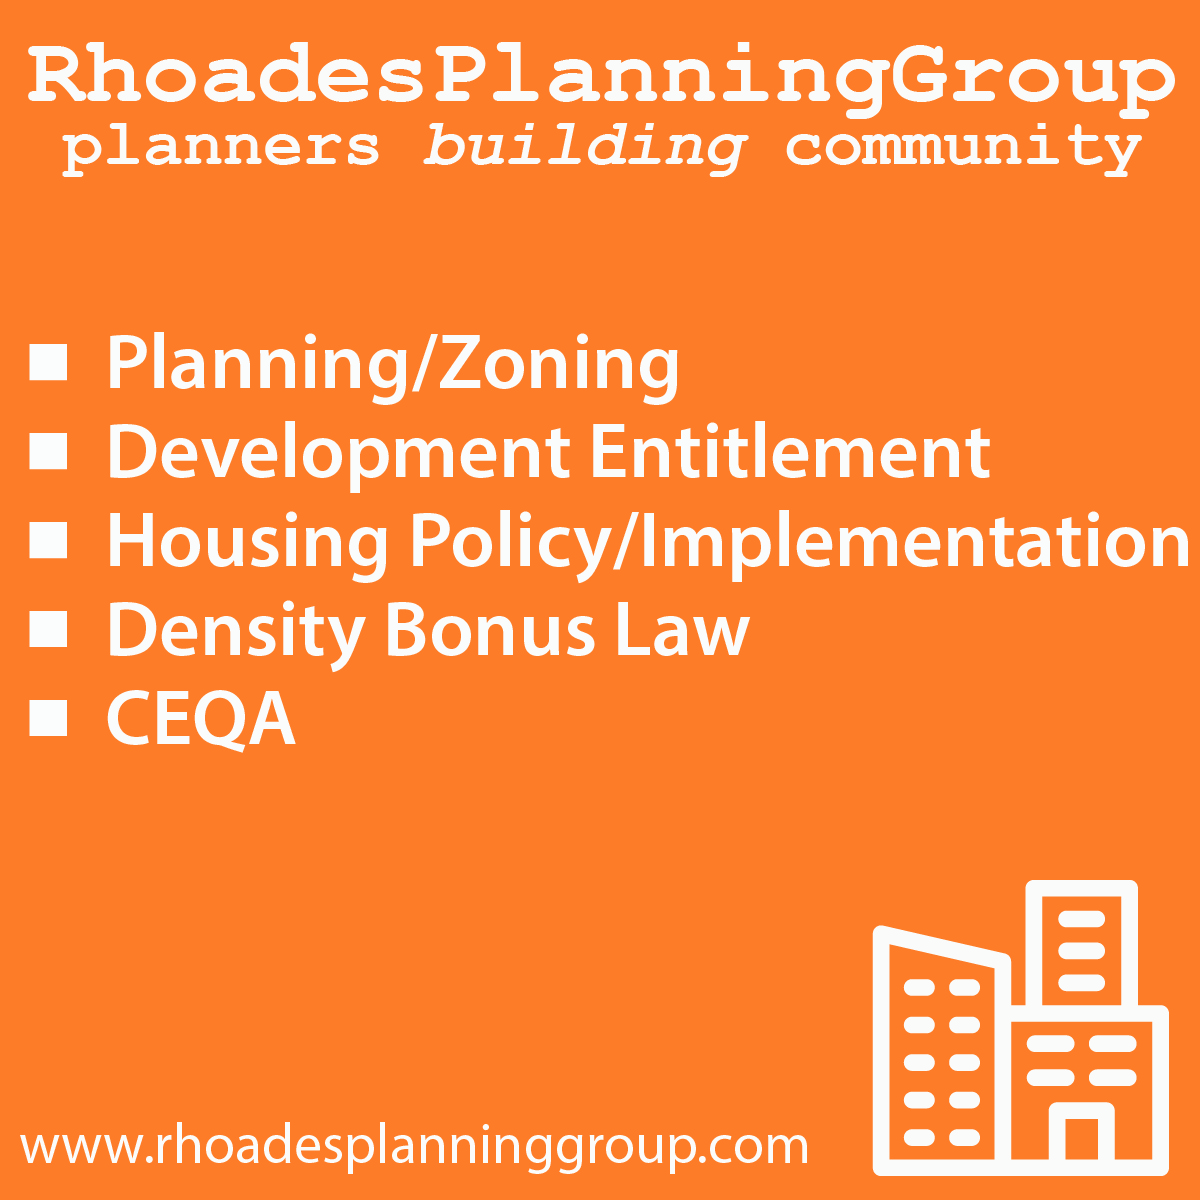 RhoadesPlanningGroup
planners building community
■ Planning/Zoning
■ Development Entitlement
■ Housing Policy/Implementation
■ Density Bonus Law
■ CEQA
www.rhoadesplanninggroup.com